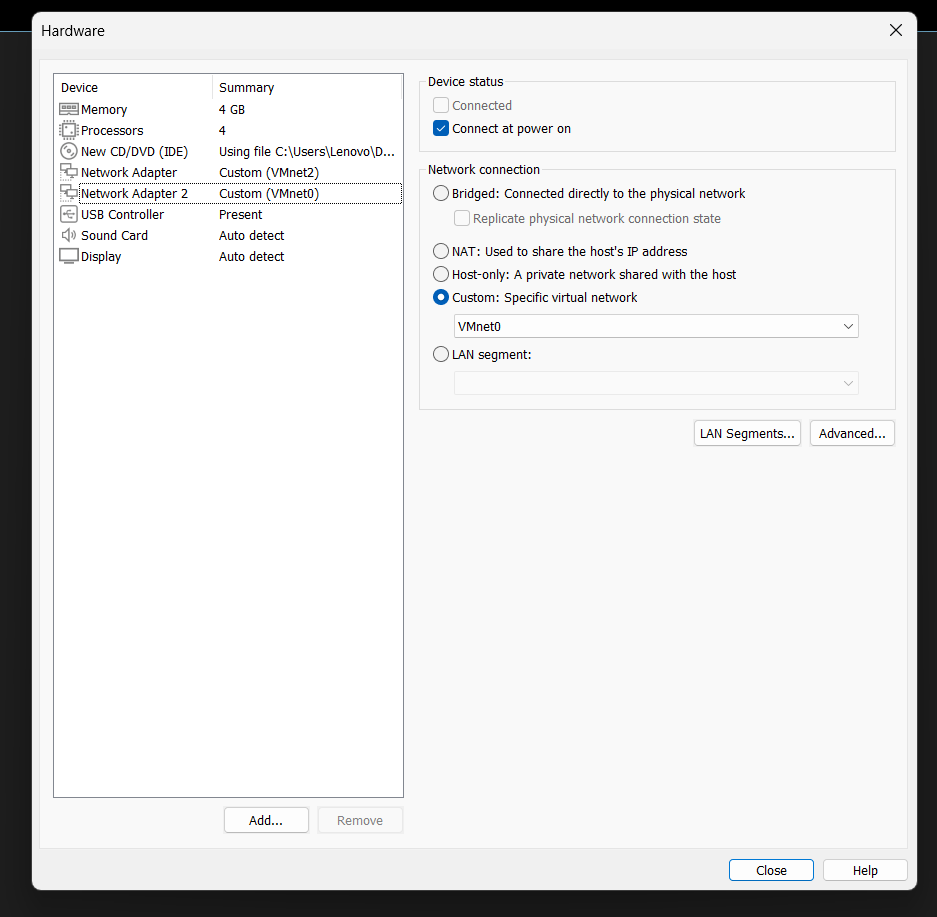 Hardware
Device Summary
Memory 4 GB
Processors 4
New CD/DVD (IDE) Using file C:\Users\Lenovo\D...
Network Adapter Custom (VMnet2)
Network Adapter 2 Custom (VMnet0)
USB Controller Present
Sound Card Auto detect
Display Auto detect
Add...
Remove
Device status
Connected
Connect at power on
Network connection
Bridged: Connected directly to the physical network
Replicate physical network connection state
NAT: Used to share the host's IP address
Host-only: A private network shared with the host
Custom: Specific virtual network
VMnet0
LAN segment:
LAN Segments...
Advanced...
Close
Help